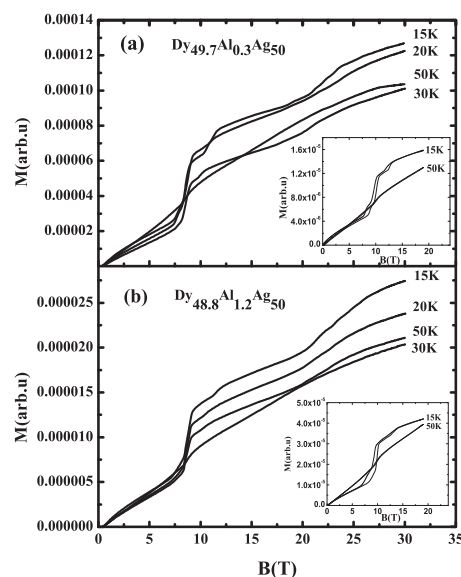 (a) Dy49.7Al0.3Ag50
M(arb.u)
0.00014
0.00012
0.00010
0.00008
0.00006
0.00004
0.00002
15K
20K
50K
30K
M(arb.u)
1.6x10-5
1.2x10-5
8.0x10-6
4.0x10-6
0.0
15K
50K
0 5 10 15 20 25
B(T)
(b) Dy48.8Al1.2Ag50
M(arb.u)
0.000025
0.000020
0.000015
0.000010
0.000005
0.000000
15K
20K
50K
30K
M(arb.u)
5.0x10-5
4.0x10-5
3.0x10-5
2.0x10-5
1.0x10-5
0.0
15K
50K
0 5 10 15 20 25
B(T)
0 5 10 15 20 25 30 35
B(T)